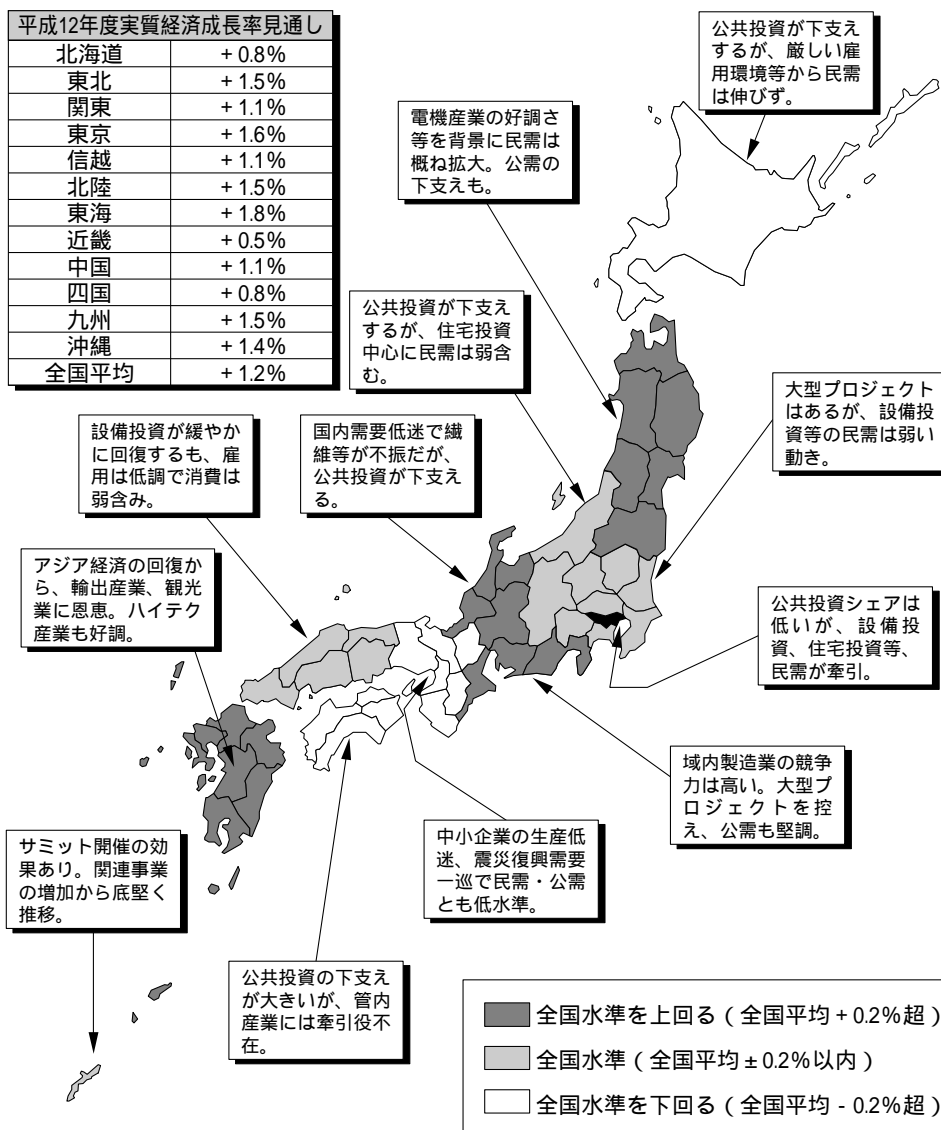 平成12年度実質経済成長率見通し
北海道 +0.8%
東北 +1.5%
関東 +1.1%
東京 +1.6%
信越 +1.1%
北陸 +1.5%
東海 +1.8%
近畿 +0.5%
中国 +1.1%
四国 +0.8%
九州 +1.5%
沖縄 +1.4%
全国平均 +1.2%
公共投資が下支え
するが、厳しい雇
用環境等から民需
は伸びず。
電機産業の好調さ
等を背景に民需は
概ね拡大。公需の
下支えも。
公共投資が下支え
するが、住宅投資
中心に民需は弱含
む。
大型プロジェクト
はあるが、設備投
資等の民需は弱い
動き。
設備投資が緩やか
に回復するも、雇
用は低調で消費は
弱含み。
国内需要低迷で繊
維等が不振だが、
公共投資が下支え
る。
アジア経済の回復か
ら、輸出産業、観光
業に恩恵。ハイテク
産業も好調。
公共投資シェアは
低いが、設備投
資、住宅投資等、
民需が牽引。
域内製造業の競争
力は高い。大型プ
ロジェクトを控
え、公需も堅調。
中小企業の生産低
迷、震災復興需要
一巡で民需・公需
とも低水準。
サミット開催の効
果あり。関連事業
の増加から底堅く
推移。
公共投資の下支え
が大きいが、管内
産業には牽引役不
在。
全国水準を上回る(全国平均+0.2%超)
全国水準(全国平均±0.2%以内)
全国水準を下回る(全国平均-0.2%超)